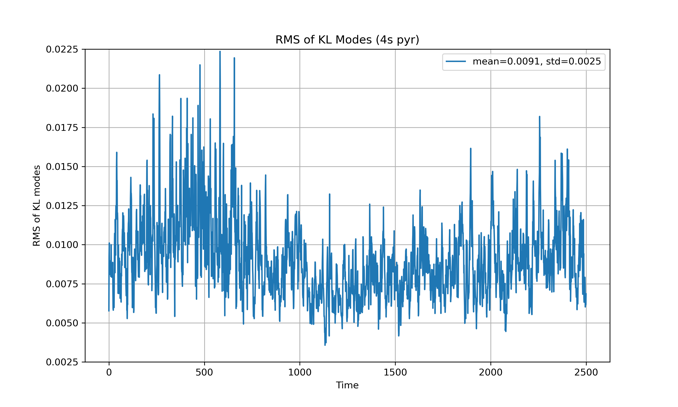 RMS of KL Modes (4s pyr)
mean=0.0091, std=0.0025
RMS of KL modes
0.0225
0.0200
0.0175
0.0150
0.0125
0.0100
0.0075
0.0050
0.0025
0 500 1000 1500 2000 2500
Time